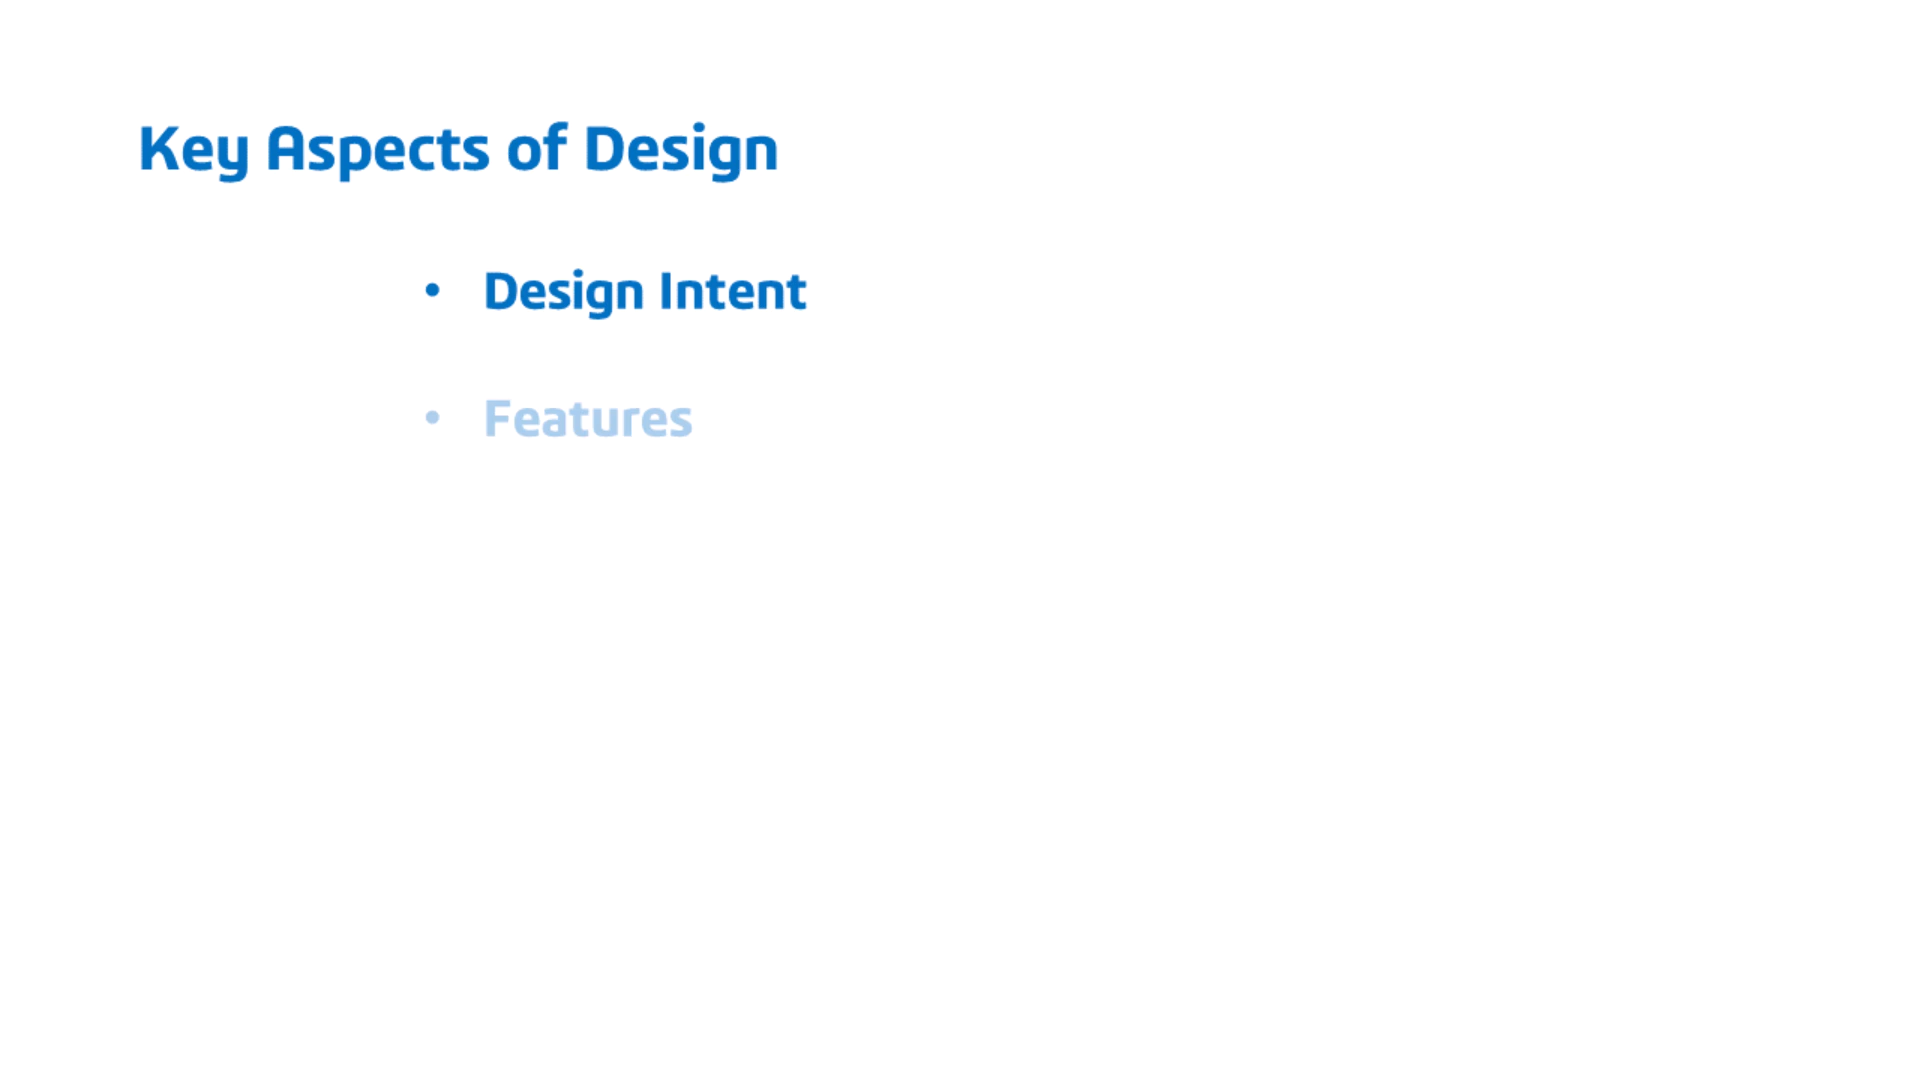 Key Aspects of Design
• Design Intent
• Features